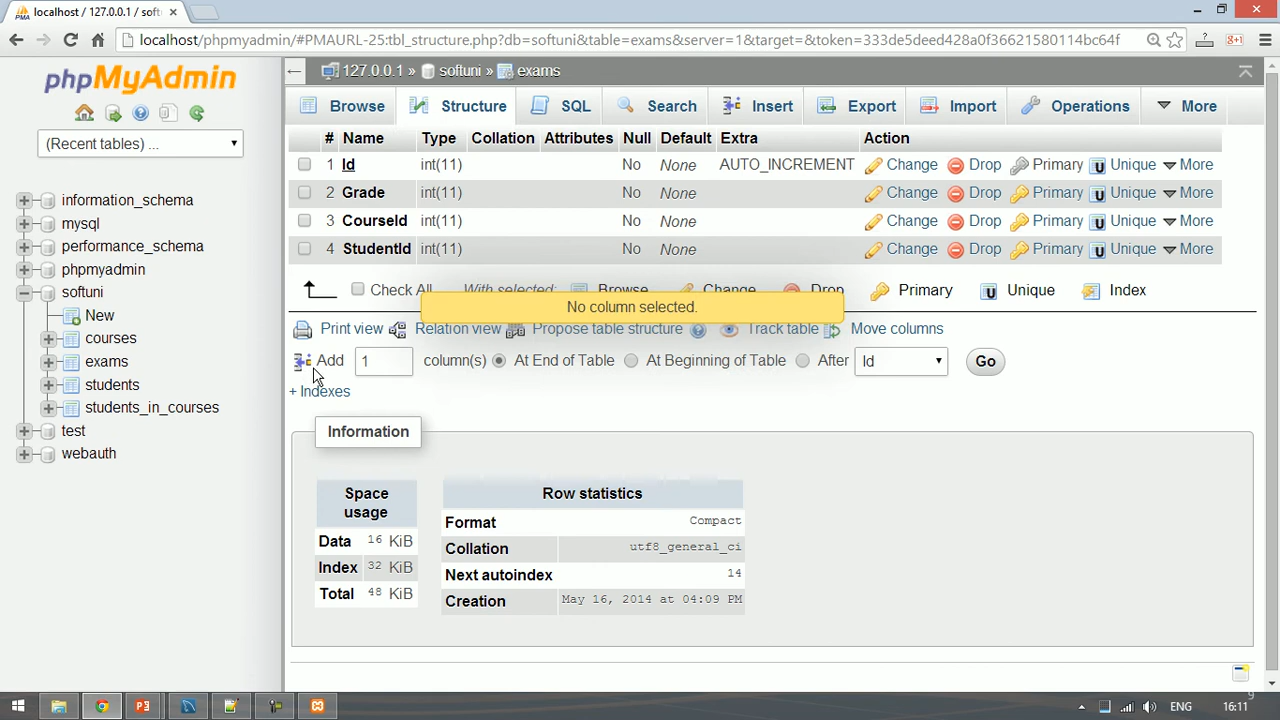 localhost / 127.0.0.1 / soft
localhost/phpmyadmin/#PMAURL-25:tbl_structure.php?db=softuni&table=exams&server=1&target=&token=333de5deed428a0f36621580114bc64f
phpMyAdmin
(Recent tables) ...
information_schema
mysql
performance_schema
phpmyadmin
softuni
New
courses
exams
students
students_in_courses
test
webauth
127.0.0.1 » softuni » exams
Browse Structure SQL Search Insert Export Import Operations More
# Name Type Collation Attributes Null Default Extra Action
1 Id int(11) No None AUTO_INCREMENT Change Drop Primary Unique More
2 Grade int(11) No None Change Drop Primary Unique More
3 CourseId int(11) No None Change Drop Primary Unique More
4 StudentId int(11) No None Change Drop Primary Unique More
Check All With selected: Browse Change Drop Primary Unique Index
No column selected.
Print view Relation view Propose table structure Track table Move columns
Add 1 column(s) At End of Table At Beginning of Table After Id Go
+ Indexes
Information
Space usage
Data 16 KiB
Index 32 KiB
Total 48 KiB
Row statistics
Format Compact
Collation utf8_general_ci
Next autoindex 14
Creation May 16, 2014 at 04:09 PM
ENG 16:11
9